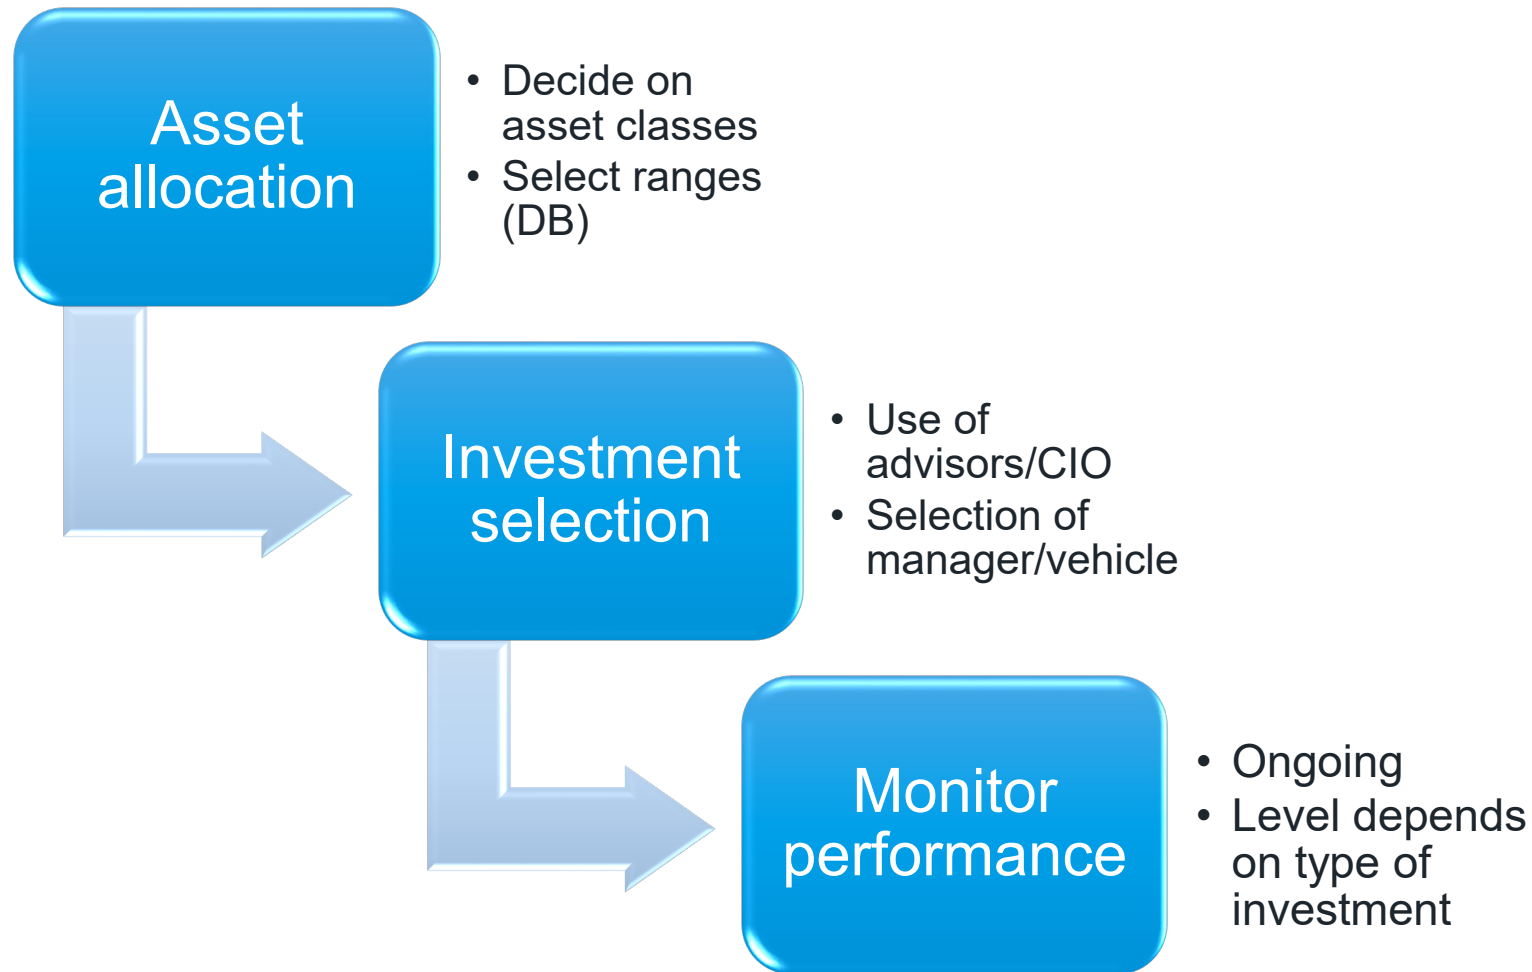 Asset
allocation
• Decide on
asset classes
• Select ranges
(DB)
Investment
selection
• Use of
advisors/CIO
• Selection of
manager/vehicle
Monitor
performance
• Ongoing
• Level depends
on type of
investment